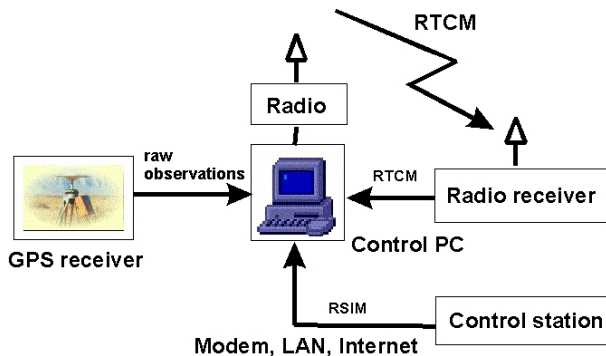 RTCM
Radio
raw
observations
RTCM
Radio receiver
GPS receiver
Control PC
RSIM
Control station
Modem, LAN, Internet